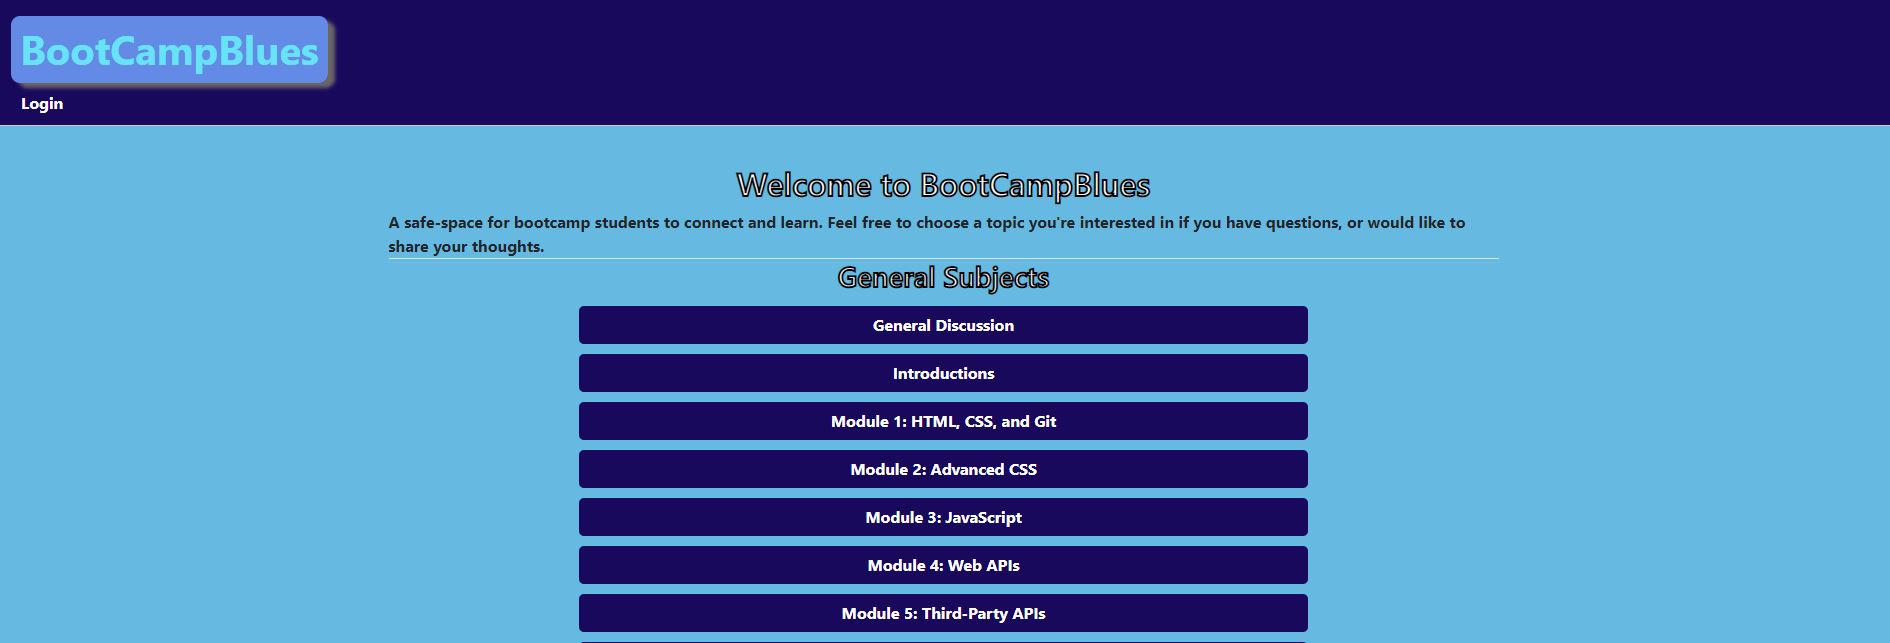 BootCampBlues
Login
Welcome to BootCampBlues
A safe-space for bootcamp students to connect and learn. Feel free to choose a topic you're interested in if you have questions, or would like to
share your thoughts.
General Subjects
General Discussion
Introductions
Module 1: HTML, CSS, and Git
Module 2: Advanced CSS
Module 3: JavaScript
Module 4: Web APIs
Module 5: Third-Party APIs